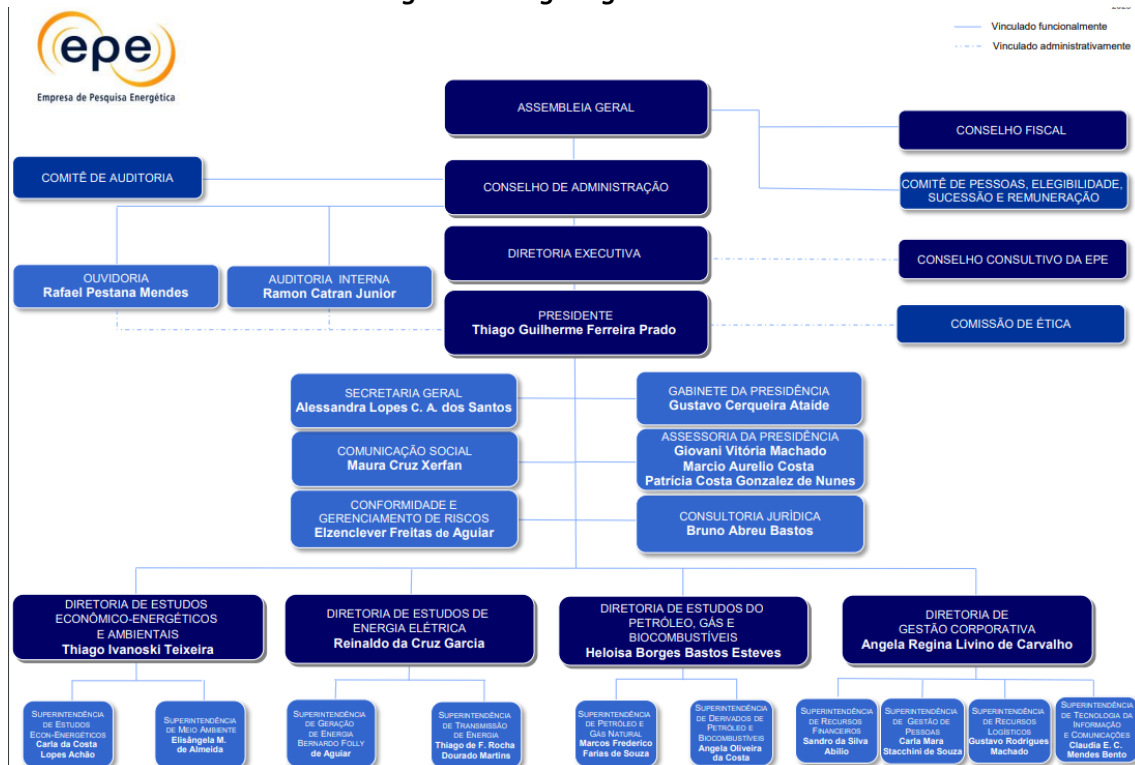 epe
Empresa de Pesquisa Energética
Vinculado funcionalmente
Vinculado administrativamente
ASSEMBLEIA GERAL
CONSELHO FISCAL
COMITÊ DE AUDITORIA
CONSELHO DE ADMINISTRAÇÃO
COMITÊ DE PESSOAS, ELEGIBILIDADE,
SUCESSÃO E REMUNERAÇÃO
DIRETORIA EXECUTIVA
CONSELHO CONSULTIVO DA EPE
OUVIDORIA
Rafael Pestana Mendes
AUDITORIA INTERNA
Ramon Catran Junior
PRESIDENTE
Thiago Guilherme Ferreira Prado
COMISSÃO DE ÉTICA
SECRETARIA GERAL
Alessandra Lopes C. A. dos Santos
GABINETE DA PRESIDÊNCIA
Gustavo Cerqueira Ataíde
COMUNICAÇÃO SOCIAL
Maura Cruz Xerfan
ASSESSORIA DA PRESIDÊNCIA
Giovani Vitória Machado
Marcio Aurelio Costa
Patrícia Costa Gonzalez de Nunes
CONFORMIDADE E
GERENCIAMENTO DE RISCOS
Elzenclever Freitas de Aguiar
CONSULTORIA JURÍDICA
Bruno Abreu Bastos
DIRETORIA DE ESTUDOS
ECONÔMICO-ENERGÉTICOS
E AMBIENTAIS
Thiago Ivanoski Teixeira
DIRETORIA DE ESTUDOS DE
ENERGIA ELÉTRICA
Reinaldo da Cruz Garcia
DIRETORIA DE ESTUDOS DO
PETRÓLEO, GÁS E
BIOCOMBUSTÍVEIS
Heloisa Borges Bastos Esteves
DIRETORIA DE
GESTÃO CORPORATIVA
Angela Regina Livino de Carvalho
SUPERINTENDÊNCIA
DE ESTUDOS
ECON-ENERGÉTICOS
Carla da Costa
Lopes Achão
SUPERINTENDÊNCIA
DE MEIO AMBIENTE
Elisângela M.
de Almeida
SUPERINTENDÊNCIA
DE GERAÇÃO
DE ENERGIA
BERNARDO FOLLY
de Aguiar
SUPERINTENDÊNCIA
DE TRANSMISSÃO
DE ENERGIA
Thiago de F. Rocha
Dourado Martins
SUPERINTENDÊNCIA
DE PETRÓLEO E
GÁS NATURAL
Marcos Frederico
Farias de Souza
SUPERINTENDÊNCIA
DE DERIVADOS DE
PETRÓLEO E
BIOCOMBUSTÍVEIS
Angela Oliveira
da Costa
SUPERINTENDÊNCIA
DE RECURSOS
FINANCEIROS
Sandro da Silva
Abílio
SUPERINTENDÊNCIA
DE GESTÃO DE
PESSOAS
Carla Mara
Stacchini de Souza
SUPERINTENDÊNCIA
DE RECURSOS
LOGÍSTICOS
Gustavo Rodrigues
Machado
SUPERINTENDÊNCIA
DE TECNOLOGIA DA
INFORMAÇÃO
E COMUNICAÇÕES
Claudia E. C.
Mendes Bento